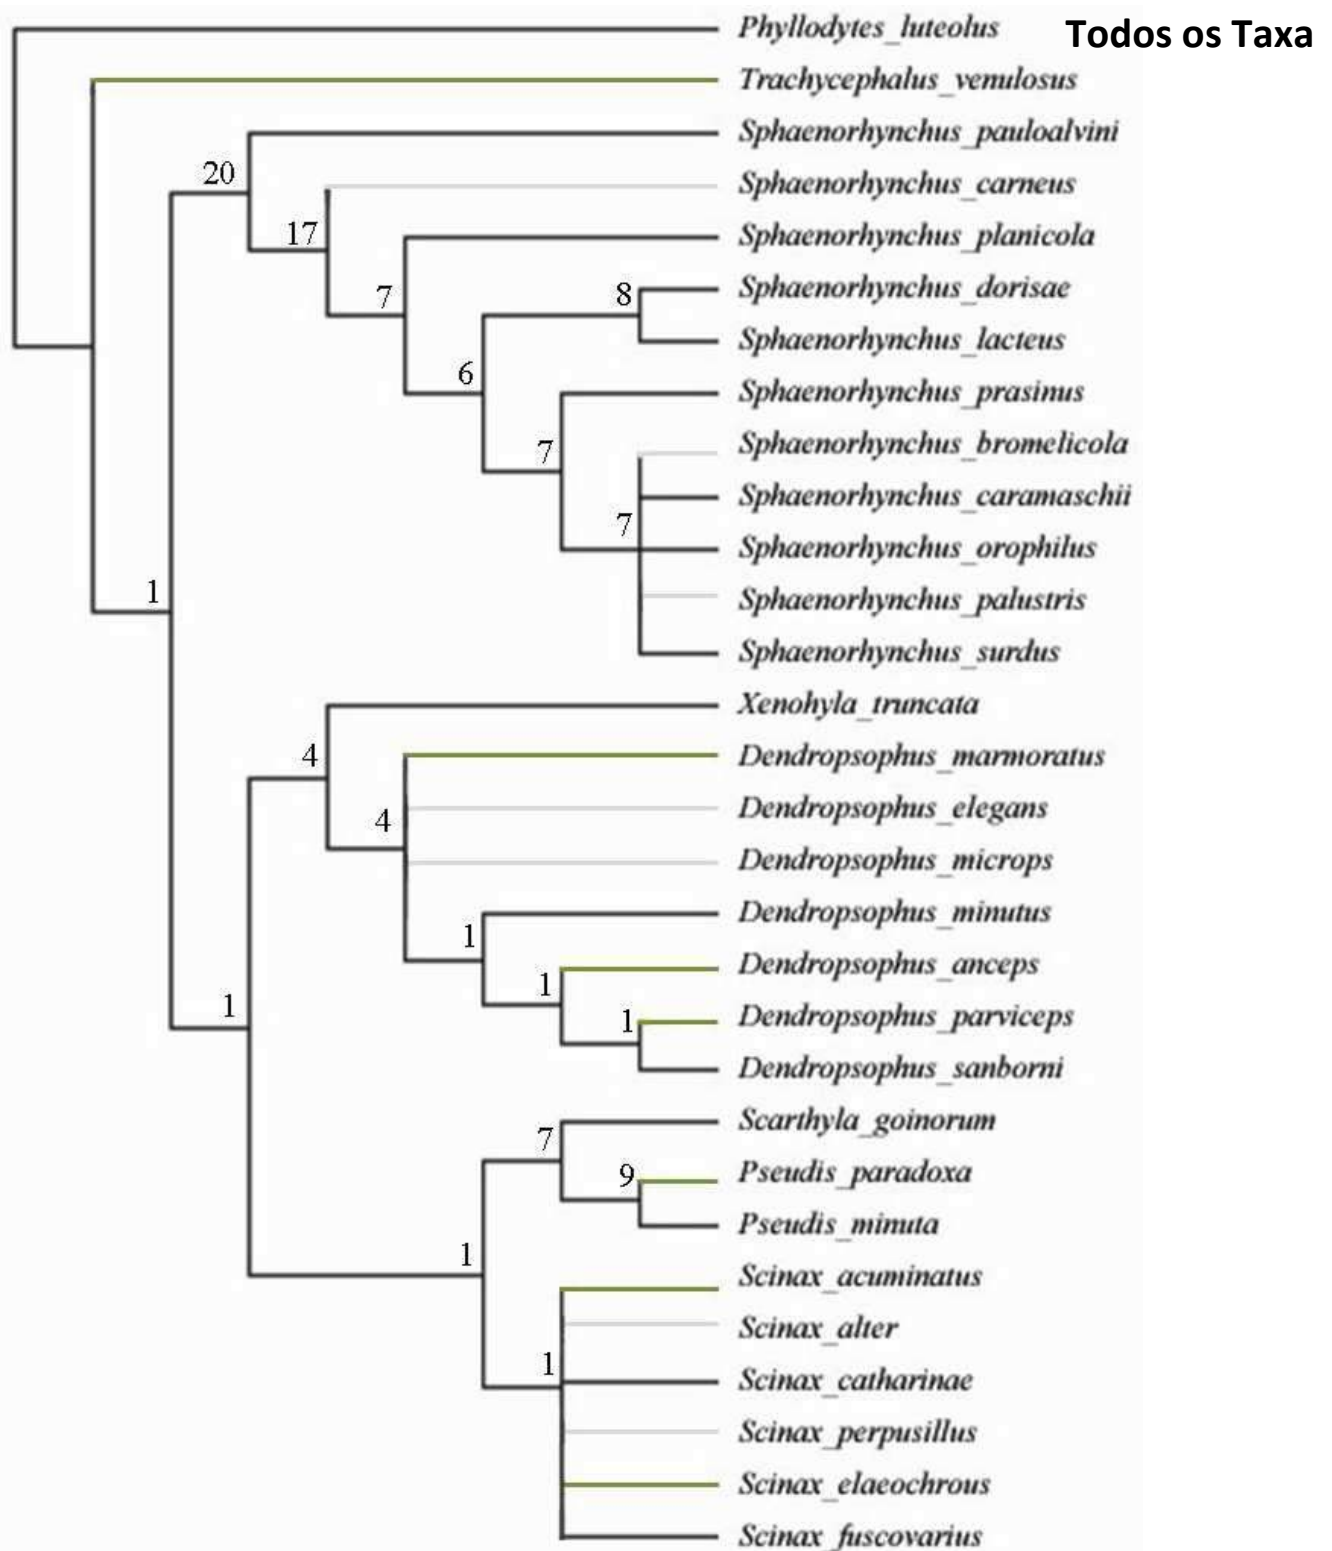 Phyllodytes_luteolus
Todos os Taxa
Trachycephalus_venulosus
Sphaenorhynchus_pauloalvini
20
Sphaenorhynchus_carneus
17
Sphaenorhynchus_planicola
7
Sphaenorhynchus_dorisae
8
Sphaenorhynchus_lacteus
6
Sphaenorhynchus_prasinus
7
Sphaenorhynchus_bromelicola
Sphaenorhynchus_caramaschii
7
Sphaenorhynchus_orophilus
1
Sphaenorhynchus_palustris
Sphaenorhynchus_surdus
Xenohyla_truncata
4
Dendropsophus_marmoratus
Dendropsophus_elegans
4
Dendropsophus_microps
Dendropsophus_minutus
1
Dendropsophus_anceps
1
1
Dendropsophus_parviceps
1
Dendropsophus_sanborni
Scarthyla_goinorum
7
Pseudis_paradoxa
9
Pseudis_minuta
1
Scinax_acuminatus
Scinax_alter
1
Scinax_catharinae
Scinax_perpusillus
Scinax_elaeochrous
Scinax_fuscovarius